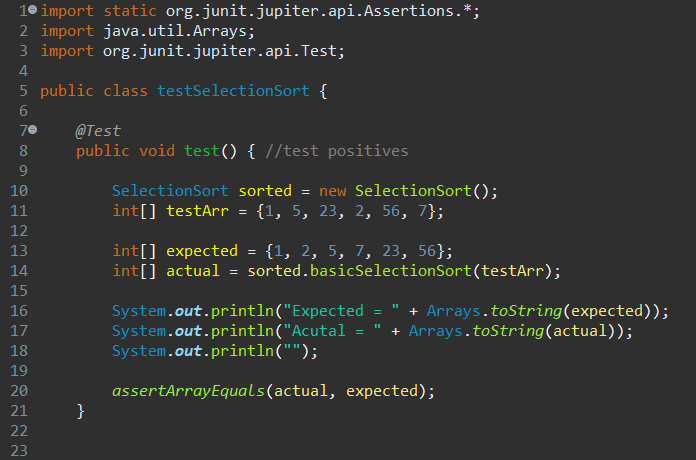 1 import static org.junit.jupiter.api.Assertions.*;
2 import java.util.Arrays;
3 import org.junit.jupiter.api.Test;
4
5 public class testSelectionSort {
6
7 @Test
8 public void test() { //test positives
9
10 SelectionSort sorted = new SelectionSort();
11 int[] testArr = {1, 5, 23, 2, 56, 7};
12
13 int[] expected = {1, 2, 5, 7, 23, 56};
14 int[] actual = sorted.basicSelectionSort(testArr);
15
16 System.out.println("Expected = " + Arrays.toString(expected));
17 System.out.println("Acutal = " + Arrays.toString(actual));
18 System.out.println("");
19
20 assertArrayEquals(actual, expected);
21 }
22
23